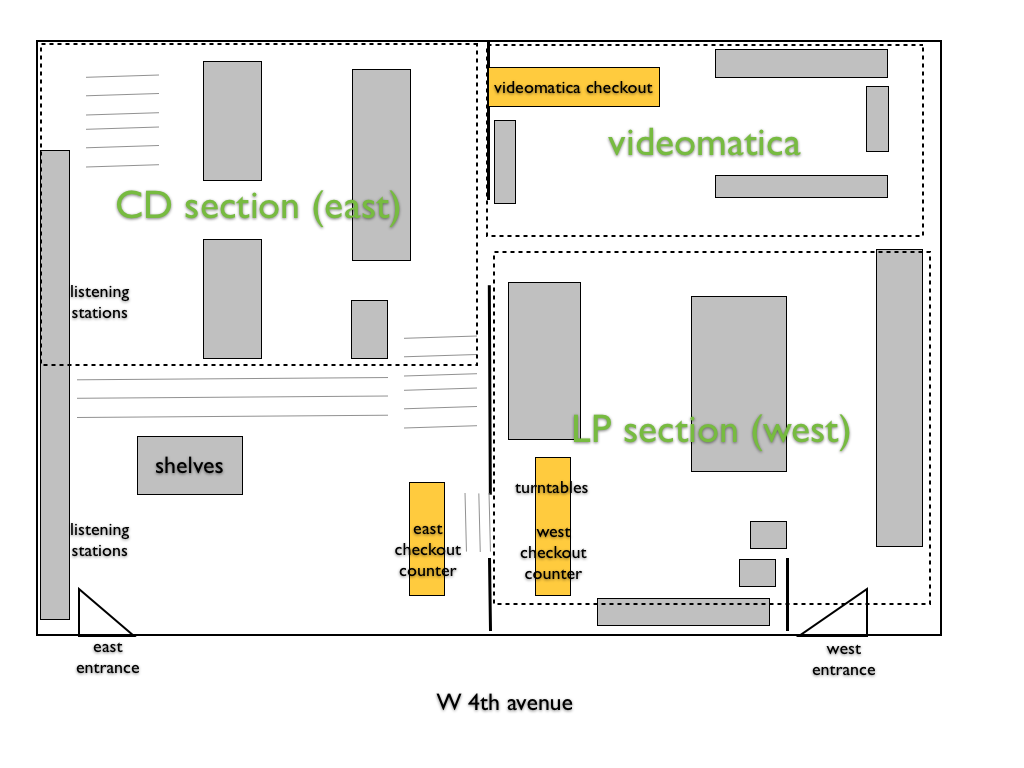 videomatica checkout
videomatica
CD section (east)
listening
stations
LP section (west)
shelves
turntables
listening
stations
east
checkout
counter
west
checkout
counter
east
entrance
west
entrance
W 4th avenue